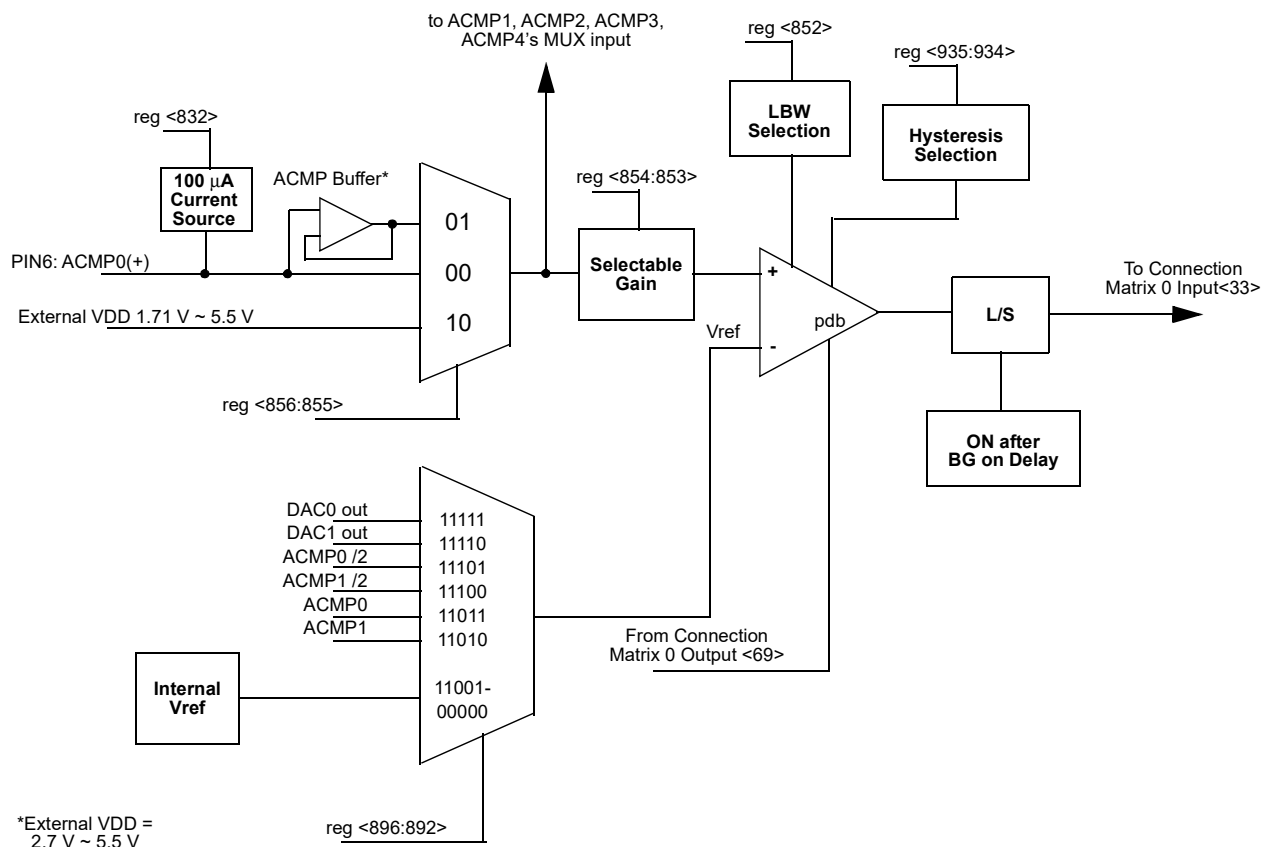 to ACMP1, ACMP2, ACMP3,
ACMP4's MUX input
reg <852>
reg <935:934>
LBW
Selection
Hysteresis
Selection
reg <832>
100 µA
Current
Source
ACMP Buffer*
reg <854:853>
01
00
10
PIN6: ACMP0(+)
External VDD 1.71 V ~ 5.5 V
Selectable
Gain
+
-
pdb
Vref
L/S
To Connection
Matrix 0 Input<33>
reg <856:855>
ON after
BG on Delay
DAC0 out
DAC1 out
ACMP0 /2
ACMP1 /2
ACMP0
ACMP1
11111
11110
11101
11100
11011
11010
11001-
00000
From Connection
Matrix 0 Output <69>
Internal
Vref
*External VDD =
2.7 V ~ 5.5 V
reg <896:892>